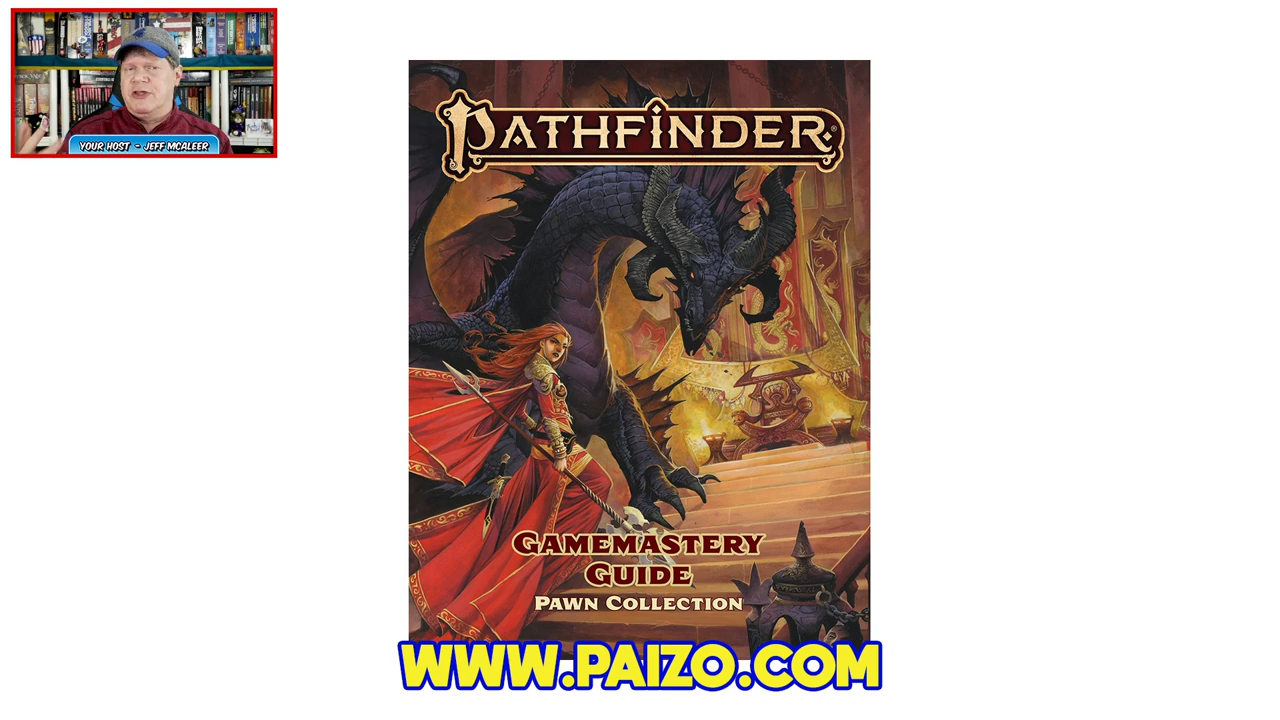 YOUR HOST - JEFF MCALEER
PATHFINDER®
GAMEMASTERY
GUIDE
PAWN COLLECTION
WWW.PAIZO.COM